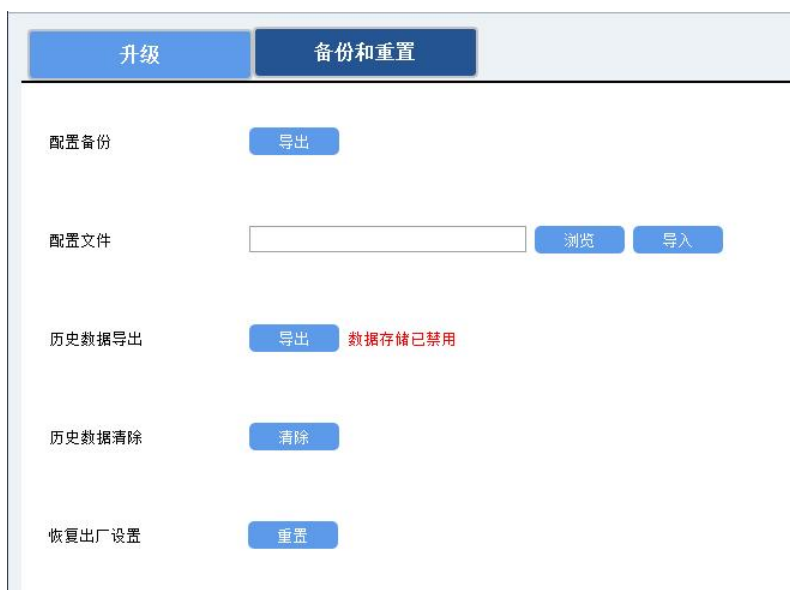 升级 备份和重置
配置备份 导出
配置文件 浏览 导入
历史数据导出 导出 数据存储已禁用
历史数据清除 清除
恢复出厂设置 重置